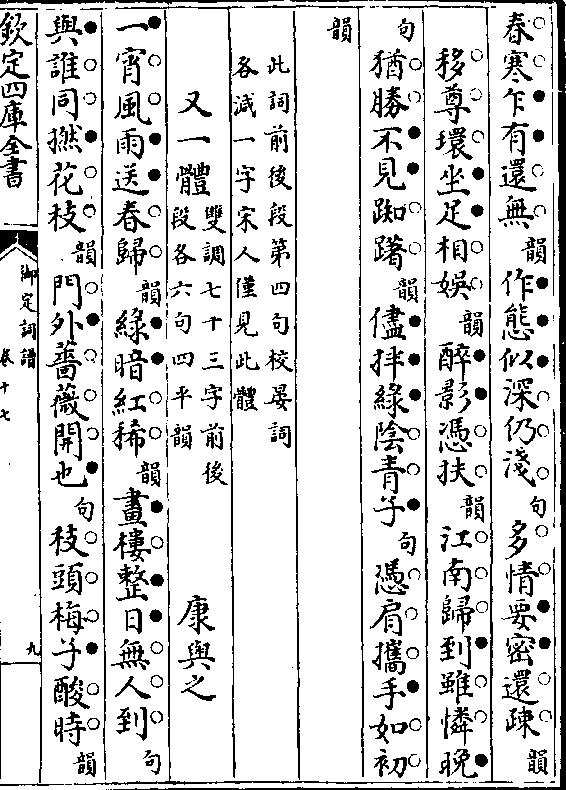 春寒乍有還無韻作態似深仍淺句多情要密還疎韻
移尊環坐足相娛韻醉影憑扶韻江南歸到雖憐晚
句猶勝不見踟躇韻儘拌綠陰青子句憑肩攜手如初
韻
此詞前後段第四句校晏詞
各減一字宋人僅見此體
又一體雙調七十三字前後
段各六句四平韻康與之
一宵風雨送春歸韻綠暗紅稀韻畫樓整日無人到句
與誰同撚花枝韻門外薔薇開也句枝頭梅子酸時韻
欽定四庫全書
御定詞譜
卷十七
九